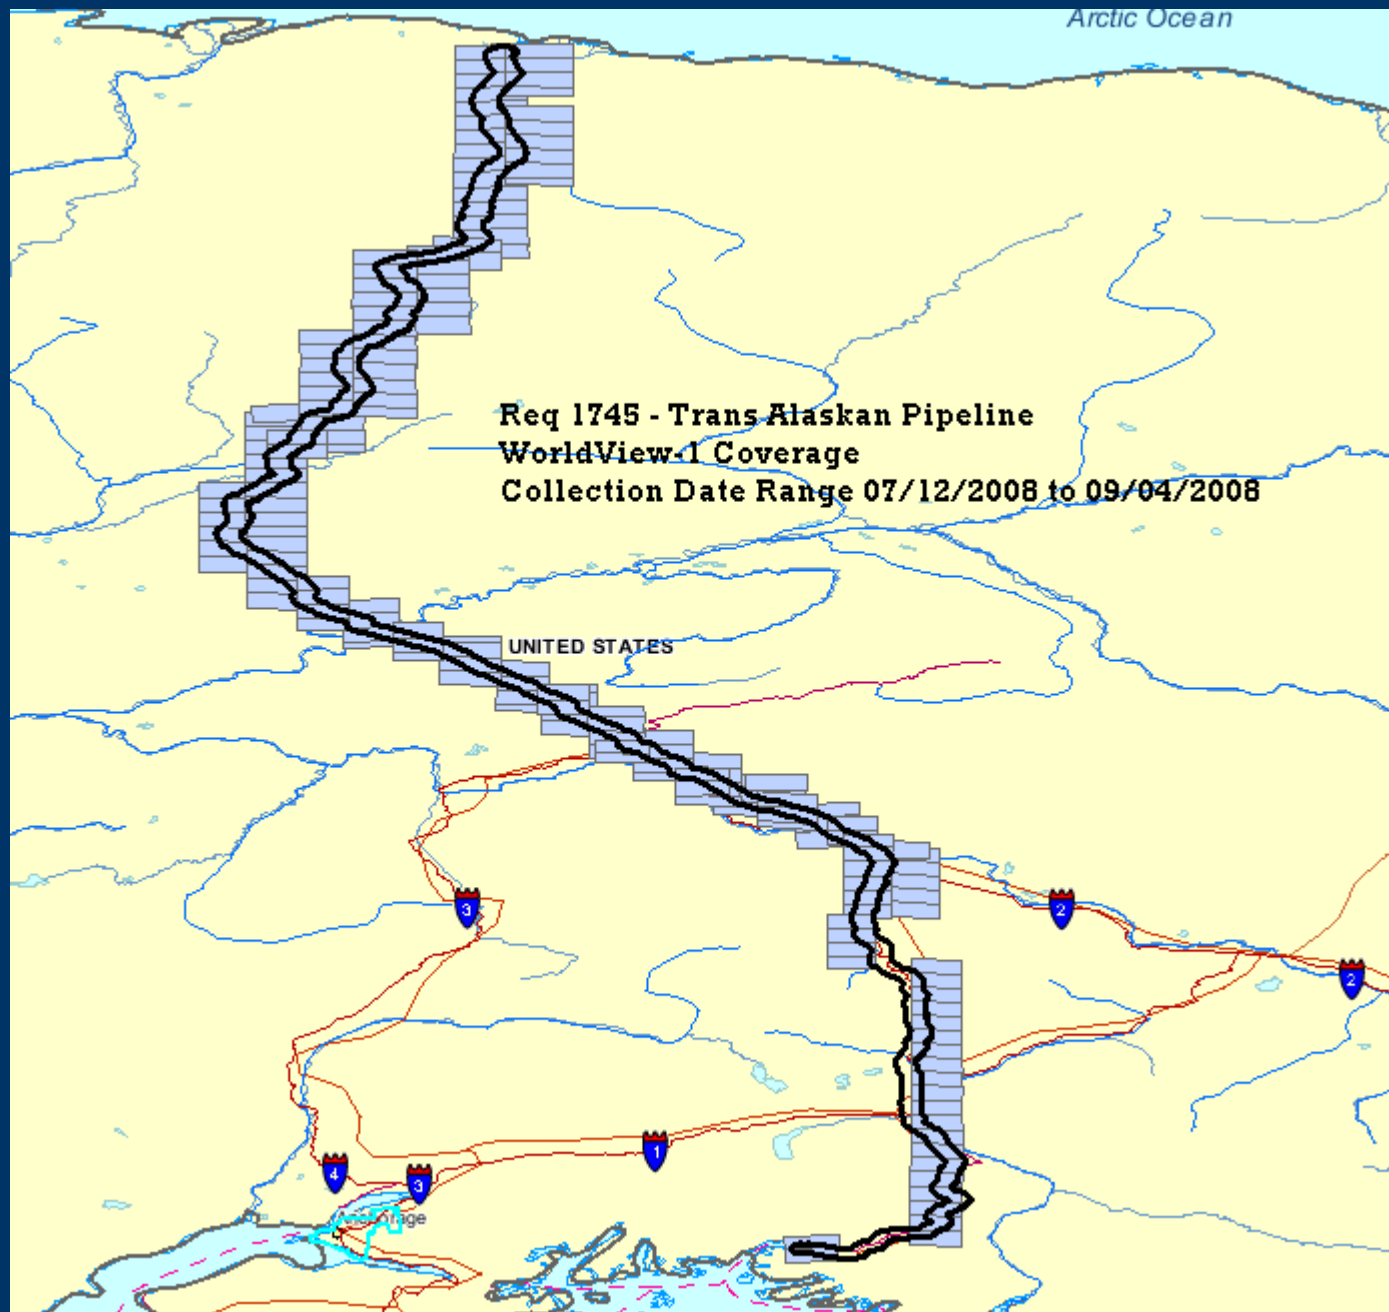 Arctic Ocean
Req 1745 - Trans Alaskan Pipeline
WorldView-1 Coverage
Collection Date Range 07/12/2008 to 09/04/2008
UNITED STATES
3
2
2
1
4
3
Anchorage